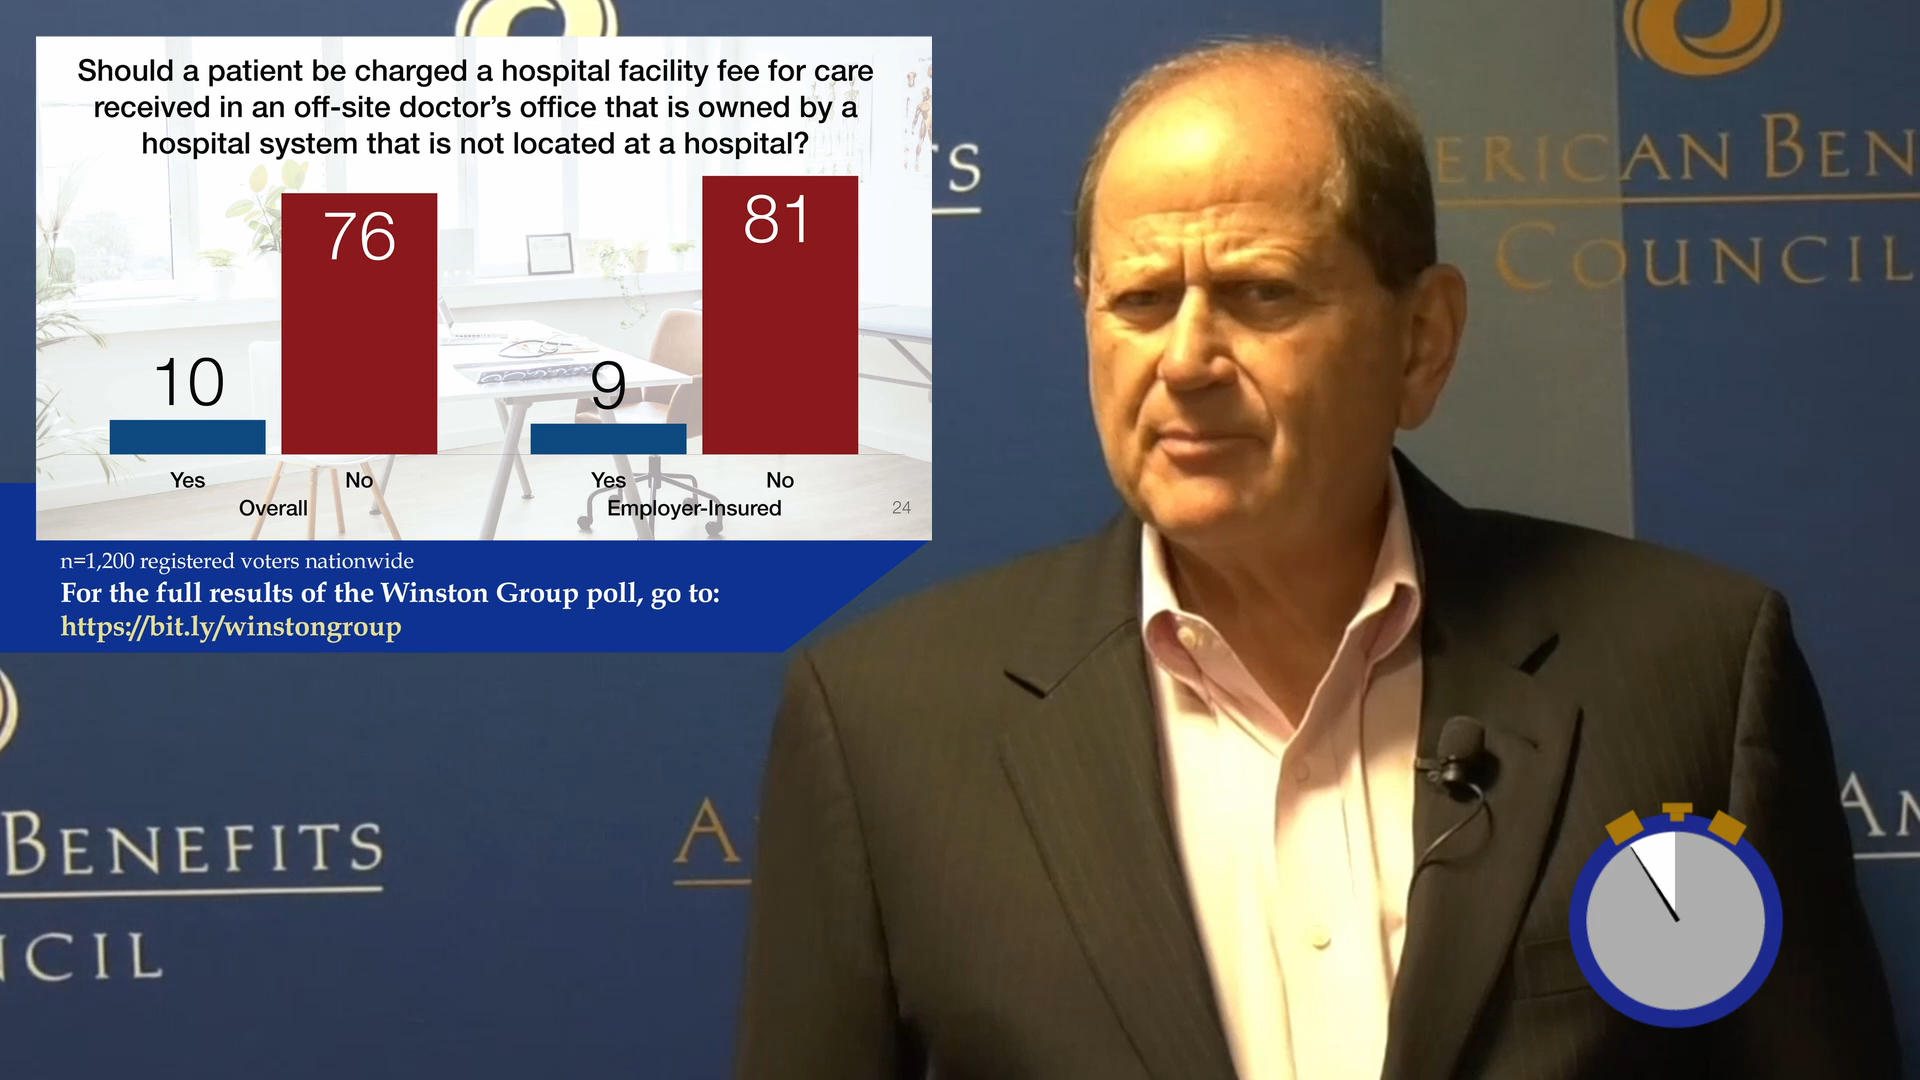 Should a patient be charged a hospital facility fee for care
received in an off-site doctor's office that is owned by a
hospital system that is not located at a hospital?
10
76
9
81
Yes
No
Yes
No
Overall
Employer-Insured
24
n=1,200 registered voters nationwide
For the full results of the Winston Group poll, go to:
https://bit.ly/winstongroup
'S
ERICAN BEN
COUNCIL
BENEFITS
NCIL
A
AM